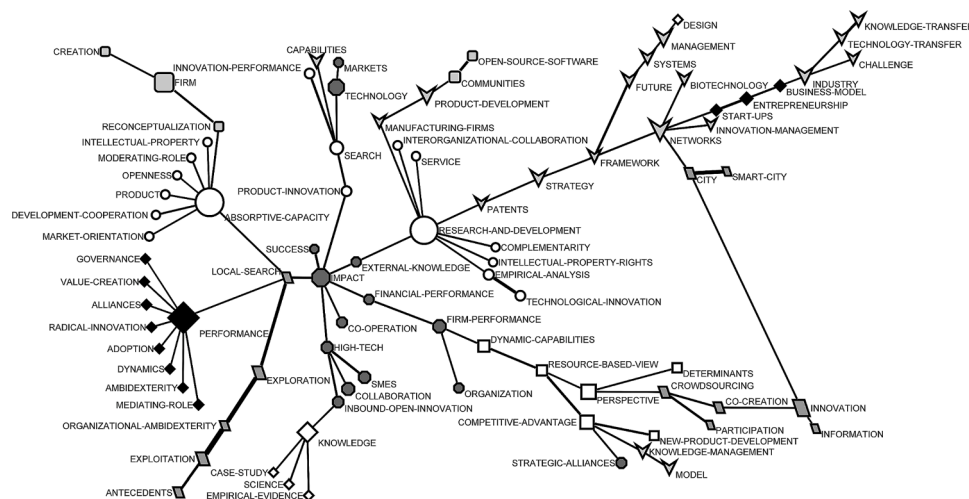 DESIGN
KNOWLEDGE-TRANSFER
MANAGEMENT
TECHNOLOGY-TRANSFER
CREATION
CAPABILITIES
MARKETS
OPEN-SOURCE-SOFTWARE
SYSTEMS
CHALLENGE
INNOVATION-PERFORMANCE
FIRM
COMMUNITIES
FUTURE
BIOTECHNOLOGY
INDUSTRY
TECHNOLOGY
BUSINESS-MODEL
PRODUCT-DEVELOPMENT
ENTREPRENEURSHIP
START-UPS
RECONCEPTUALIZATION
MANUFACTURING-FIRMS
INNOVATION-MANAGEMENT
INTELLECTUAL-PROPERTY
INTERORGANIZATIONAL-COLLABORATION
NETWORKS
MODERATING-ROLE
SEARCH
SERVICE
FRAMEWORK
OPENNESS
CITY
SMART-CITY
STRATEGY
PRODUCT
PRODUCT-INNOVATION
PATENTS
DEVELOPMENT-COOPERATION
ABSORPTIVE-CAPACITY
MARKET-ORIENTATION
RESEARCH-AND-DEVELOPMENT
SUCCESS
COMPLEMENTARITY
GOVERNANCE
EXTERNAL-KNOWLEDGE
INTELLECTUAL-PROPERTY-RIGHTS
LOCAL-SEARCH
IMPACT
EMPIRICAL-ANALYSIS
VALUE-CREATION
FINANCIAL-PERFORMANCE
TECHNOLOGICAL-INNOVATION
ALLIANCES
RADICAL-INNOVATION
PERFORMANCE
CO-OPERATION
FIRM-PERFORMANCE
ADOPTION
HIGH-TECH
DYNAMIC-CAPABILITIES
DYNAMICS
EXPLORATION
RESOURCE-BASED-VIEW
DETERMINANTS
AMBIDEXTERITY
SMES
COLLABORATION
ORGANIZATION
PERSPECTIVE
CROWDSOURCING
MEDIATING-ROLE
INBOUND-OPEN-INNOVATION
CO-CREATION
INNOVATION
ORGANIZATIONAL-AMBIDEXTERITY
COMPETITIVE-ADVANTAGE
PARTICIPATION
INFORMATION
KNOWLEDGE
NEW-PRODUCT-DEVELOPMENT
KNOWLEDGE-MANAGEMENT
EXPLOITATION
STRATEGIC-ALLIANCES
CASE-STUDY
MODEL
SCIENCE
ANTECEDENTS
EMPIRICAL-EVIDENCE